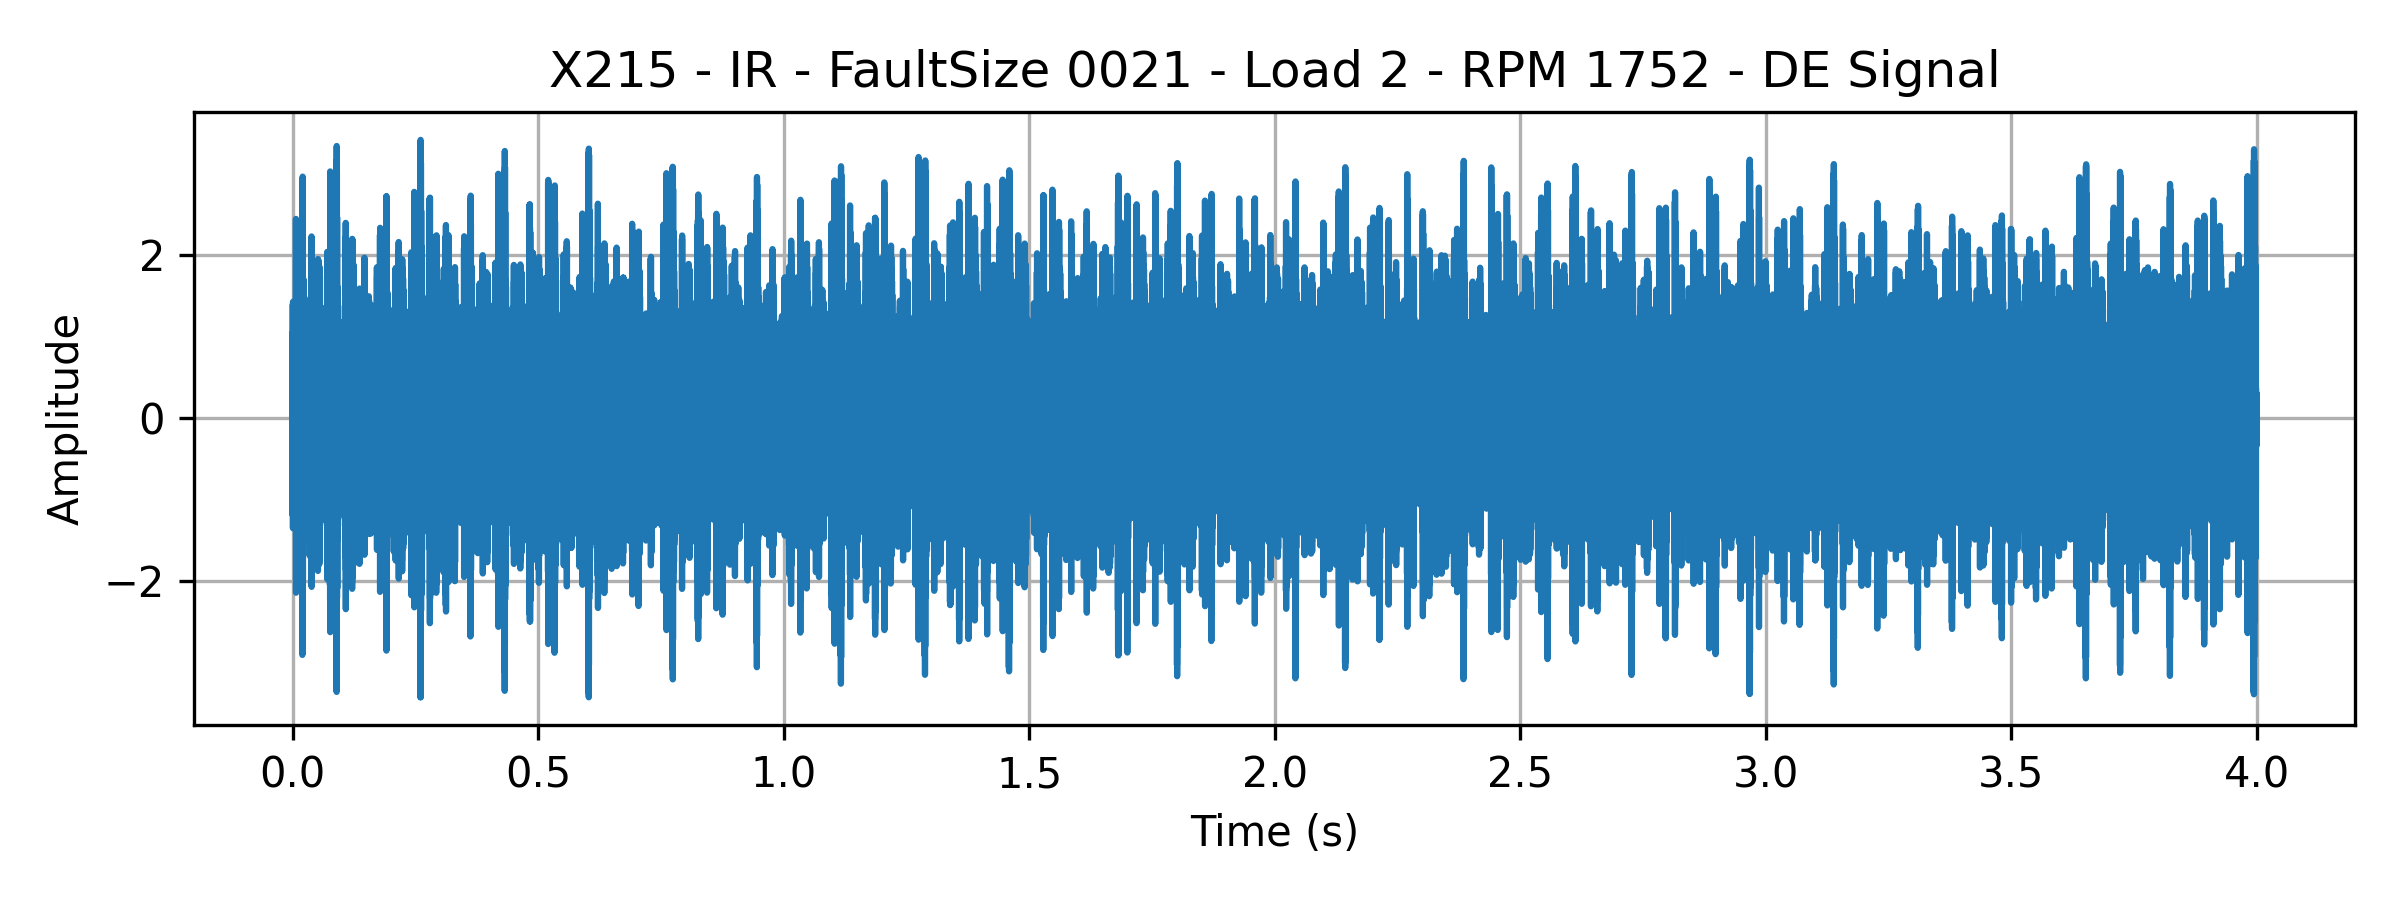 X215 - IR - FaultSize 0021 - Load 2 - RPM 1752 - DE Signal
Amplitude
2
0
−2
0.0 0.5 1.0 1.5 2.0 2.5 3.0 3.5 4.0
Time (s)